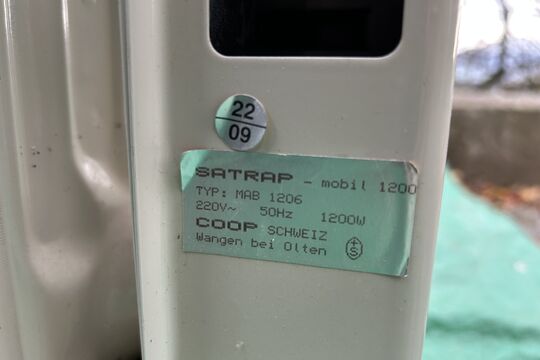 22
09
SATRAP - mobil 1200
TYP: MAB 1206
220V~ 50Hz 1200W
COOP SCHWEIZ
Wangen bei Olten
+S